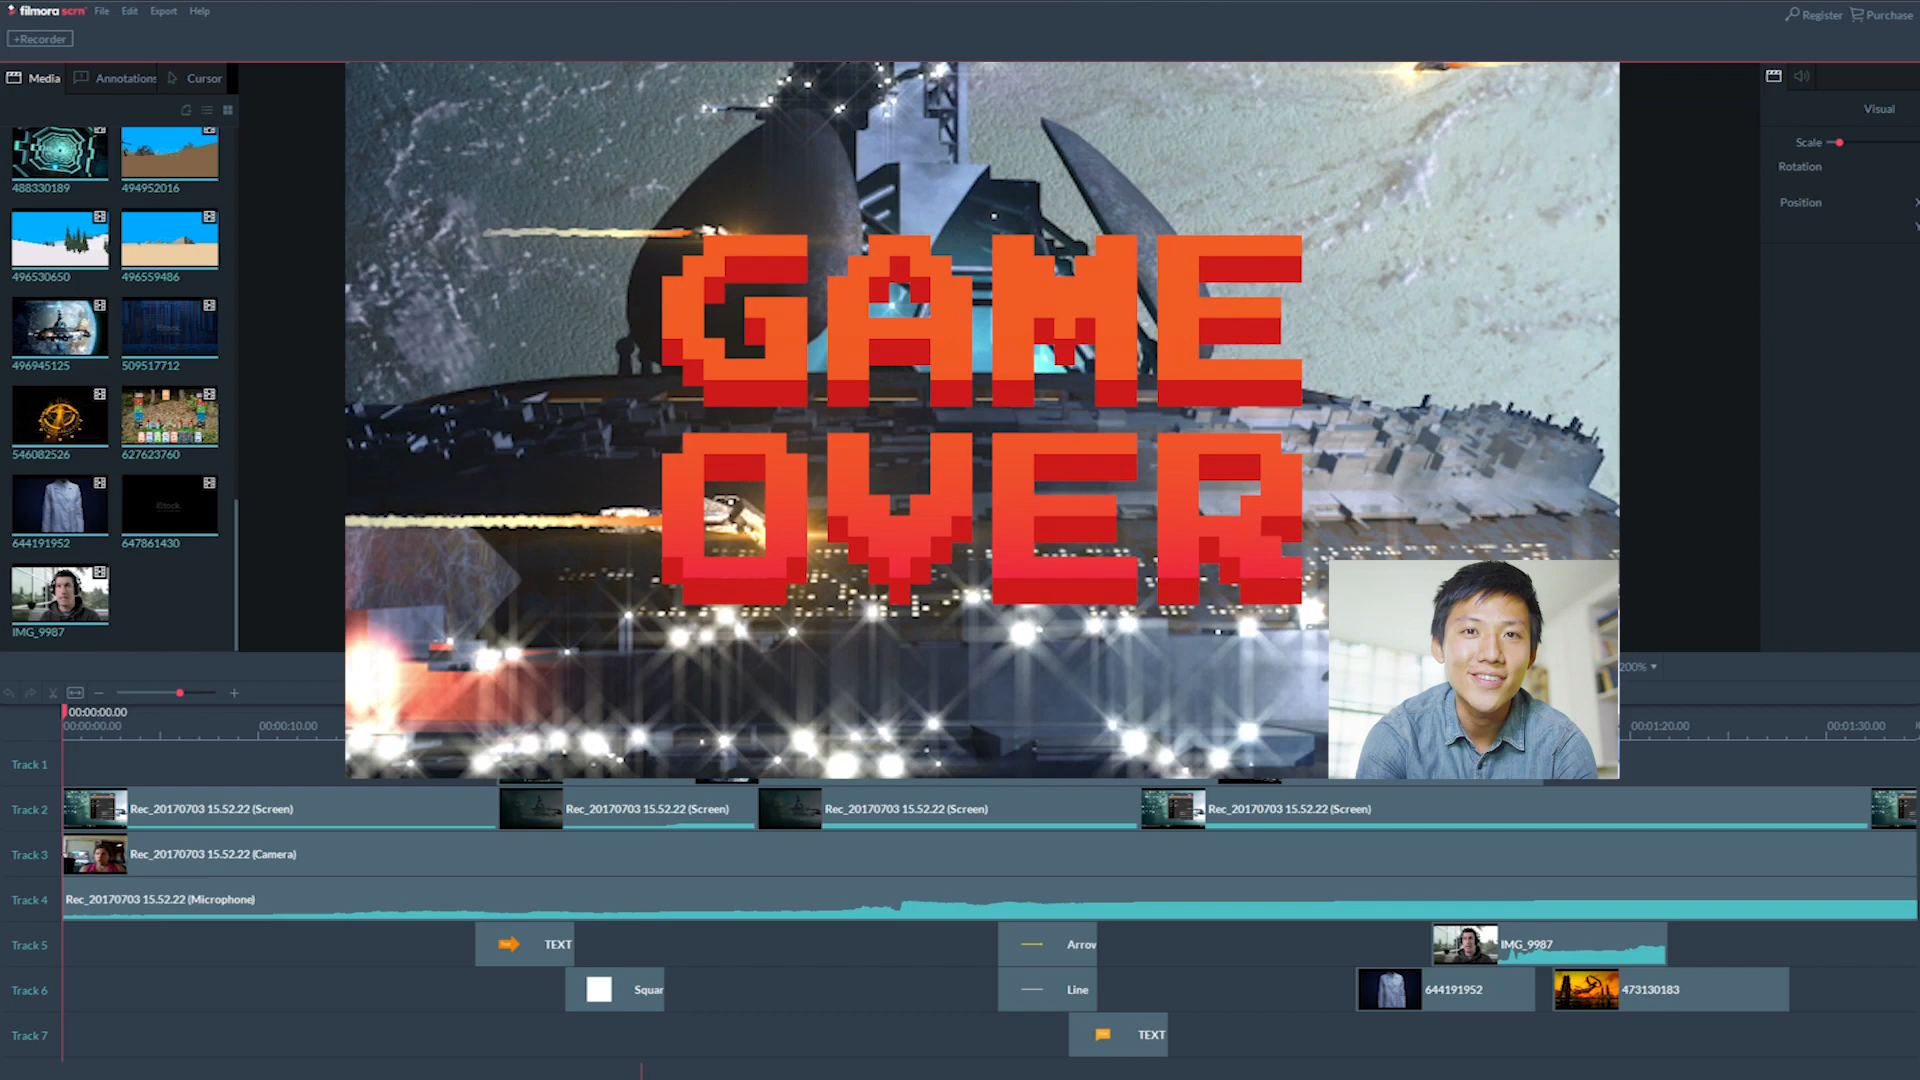 filmora scrn File Edit Export Help
Register Purchase
+Recorder
Media Annotations Cursor
Visual
Scale
Rotation
Position
488330189 494952016
496530650 496559486
496945125 509517712
546082526 627623760
644191952 647861430
IMG_9987
GAME
OVER
200%
00:00:00.00
00:00:00.00 00:00:10.00 00:01:20.00 00:01:30.00
Track 1
Track 2 Rec_20170703 15.52.22 (Screen) Rec_20170703 15.52.22 (Screen) Rec_20170703 15.52.22 (Screen) Rec_20170703 15.52.22 (Screen)
Track 3 Rec_20170703 15.52.22 (Camera)
Track 4 Rec_20170703 15.52.22 (Microphone)
Track 5 TEXT Arrov IMG_9987
Track 6 Squar Line 644191952 473130183
Track 7 TEXT